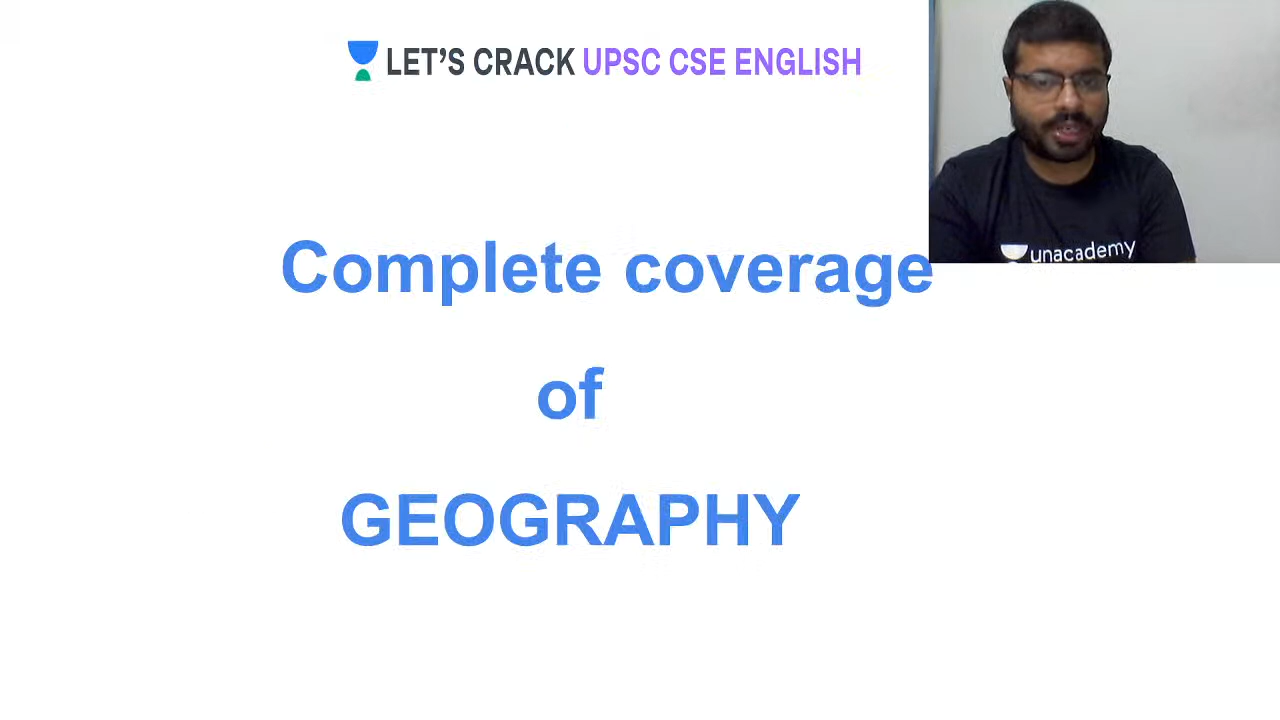 LET'S CRACK UPSC CSE ENGLISH
unacademy
Complete coverage
of
GEOGRAPHY